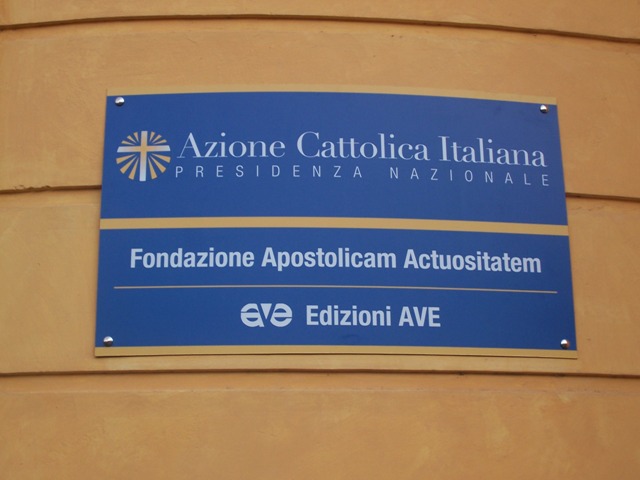 Azione Cattolica Italiana
PRESIDENZA NAZIONALE
Fondazione Apostolicam Actuositatem
ave Edizioni AVE